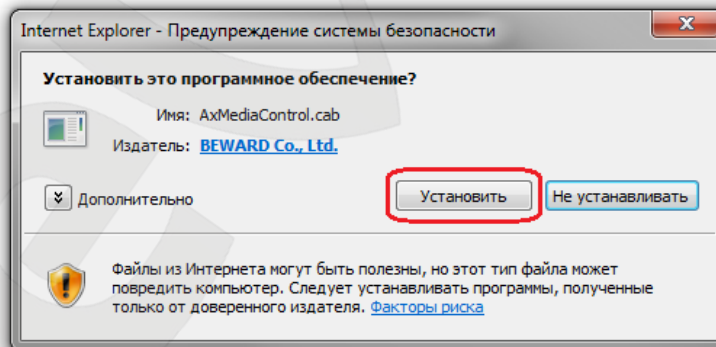 Internet Explorer - Предупреждение системы безопасности
Установить это программное обеспечение?
Имя: AxMediaControl.cab
Издатель: BEWARD Co., Ltd.
Дополнительно
Установить
Не устанавливать
Файлы из Интернета могут быть полезны, но этот тип файла может
повредить компьютер. Следует устанавливать программы, полученные
только от доверенного издателя. Факторы риска